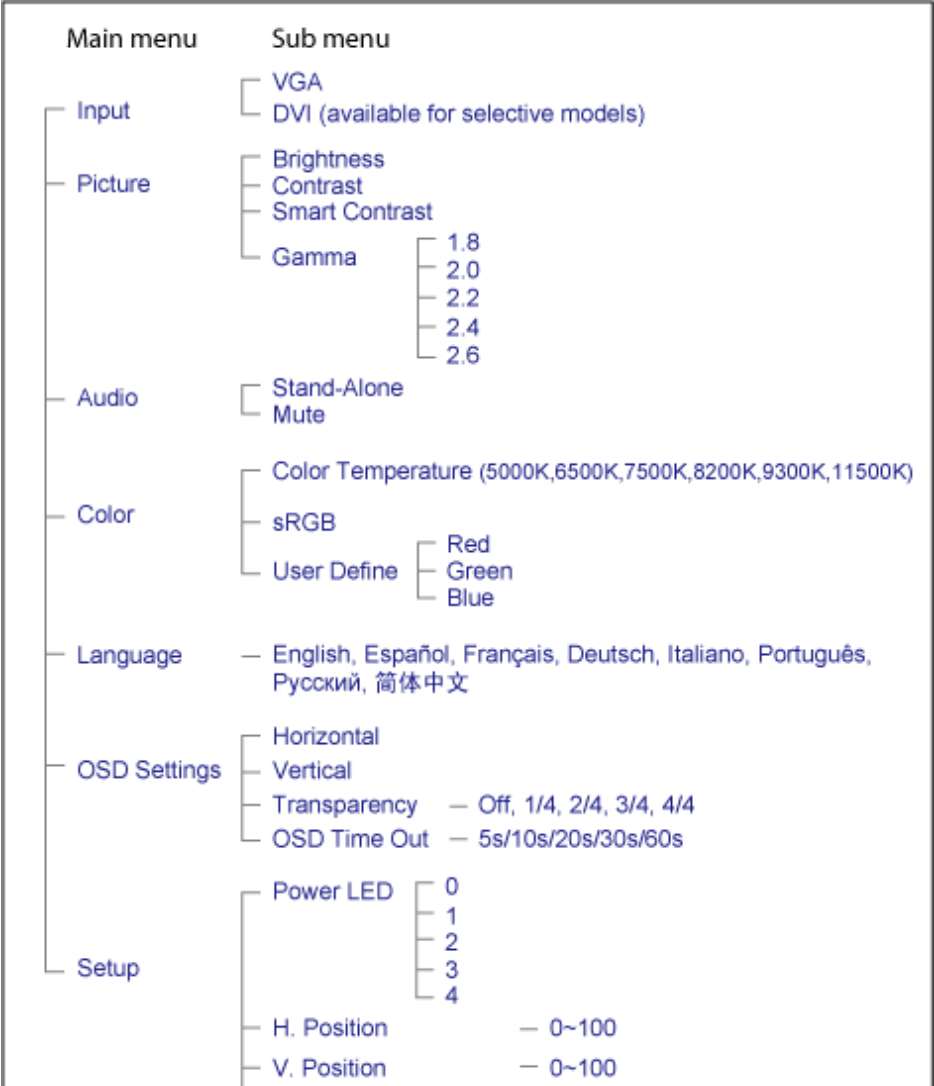 Main menu Sub menu
VGA
Input DVI (available for selective models)
Brightness
Picture Contrast
Smart Contrast
Gamma 1.8
2.0
2.2
2.4
2.6
Audio Stand-Alone
Mute
Color Temperature (5000K,6500K,7500K,8200K,9300K,11500K)
Color sRGB
Red
User Define Green
Blue
Language English, Español, Français, Deutsch, Italiano, Português,
Русский, 简体中文
Horizontal
OSD Settings Vertical
Transparency Off, 1/4, 2/4, 3/4, 4/4
OSD Time Out 5s/10s/20s/30s/60s
Power LED 0
1
2
Setup 3
4
H. Position 0~100
V. Position 0~100